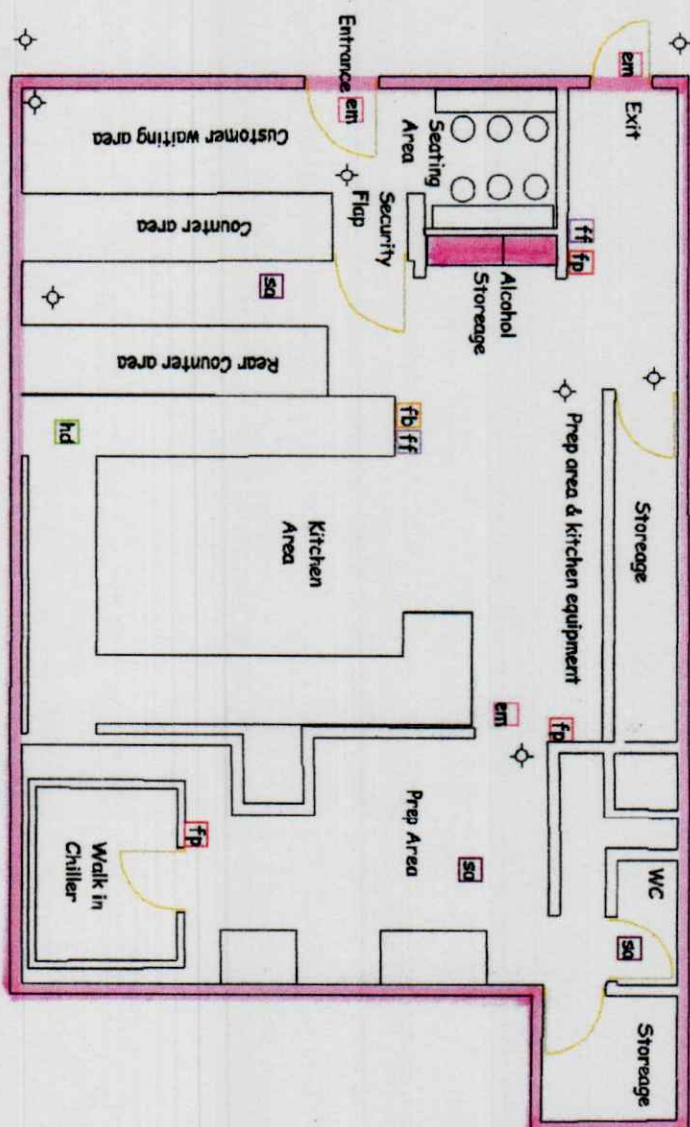 Entrance
em
em
Exit
Customer waiting area
Seating
Area
Security
Flap
Counter area
ff
fp
Alcohol
Storeage
sa
Rear Counter area
hd
fb
ff
Prep area & kitchen equipment
Storeage
Kitchen
Area
em
fp
Prep Area
fp
Walk in
Chiller
sa
WC
sa
Storeage